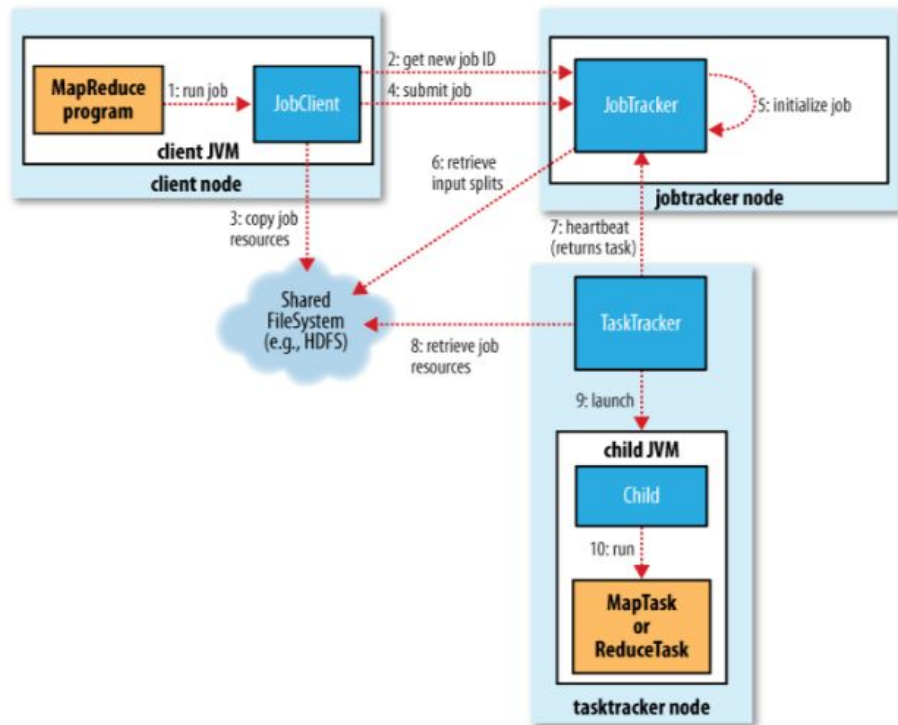 MapReduce
program
1: run job
JobClient
client JVM
client node
2: get new job ID
4: submit job
JobTracker
5: initialize job
jobtracker node
6: retrieve
input splits
3: copy job
resources
7: heartbeat
(returns task)
Shared
FileSystem
(e.g., HDFS)
TaskTracker
8: retrieve job
resources
9: launch
child JVM
Child
10: run
MapTask
or
ReduceTask
tasktracker node